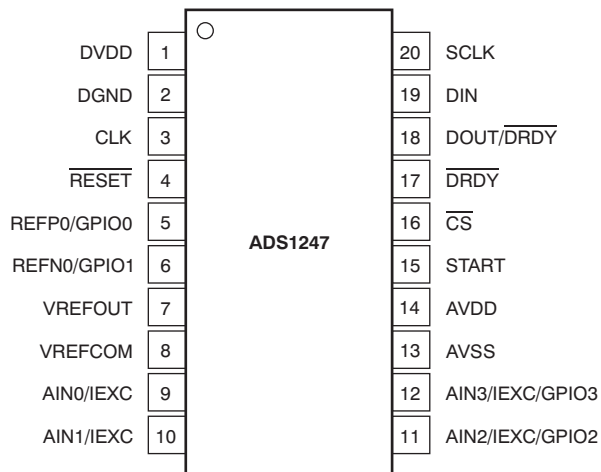 DVDD 1
DGND 2
CLK 3
RESET 4
REFP0/GPIO0 5
REFN0/GPIO1 6
VREFOUT 7
VREFCOM 8
AIN0/IEXC 9
AIN1/IEXC 10
ADS1247
20 SCLK
19 DIN
18 DOUT/DRDY
17 DRDY
16 CS
15 START
14 AVDD
13 AVSS
12 AIN3/IEXC/GPIO3
11 AIN2/IEXC/GPIO2